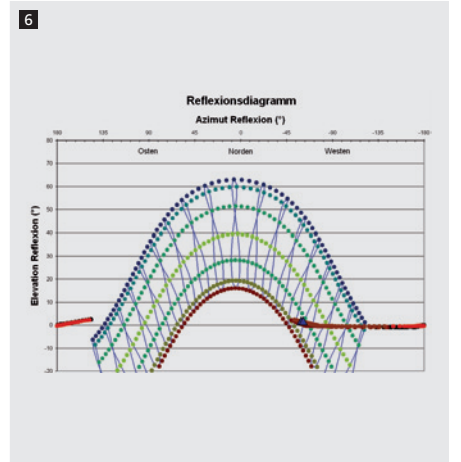 6
Reflexionsdiagramm
Azimut Reflexion (°)
180 135 90 45 0 -45 -90 -135 -180
80
Osten Norden Westen
70
60
50
40
30
20
10
0
-10
-20
Elevation Reflexion (°)